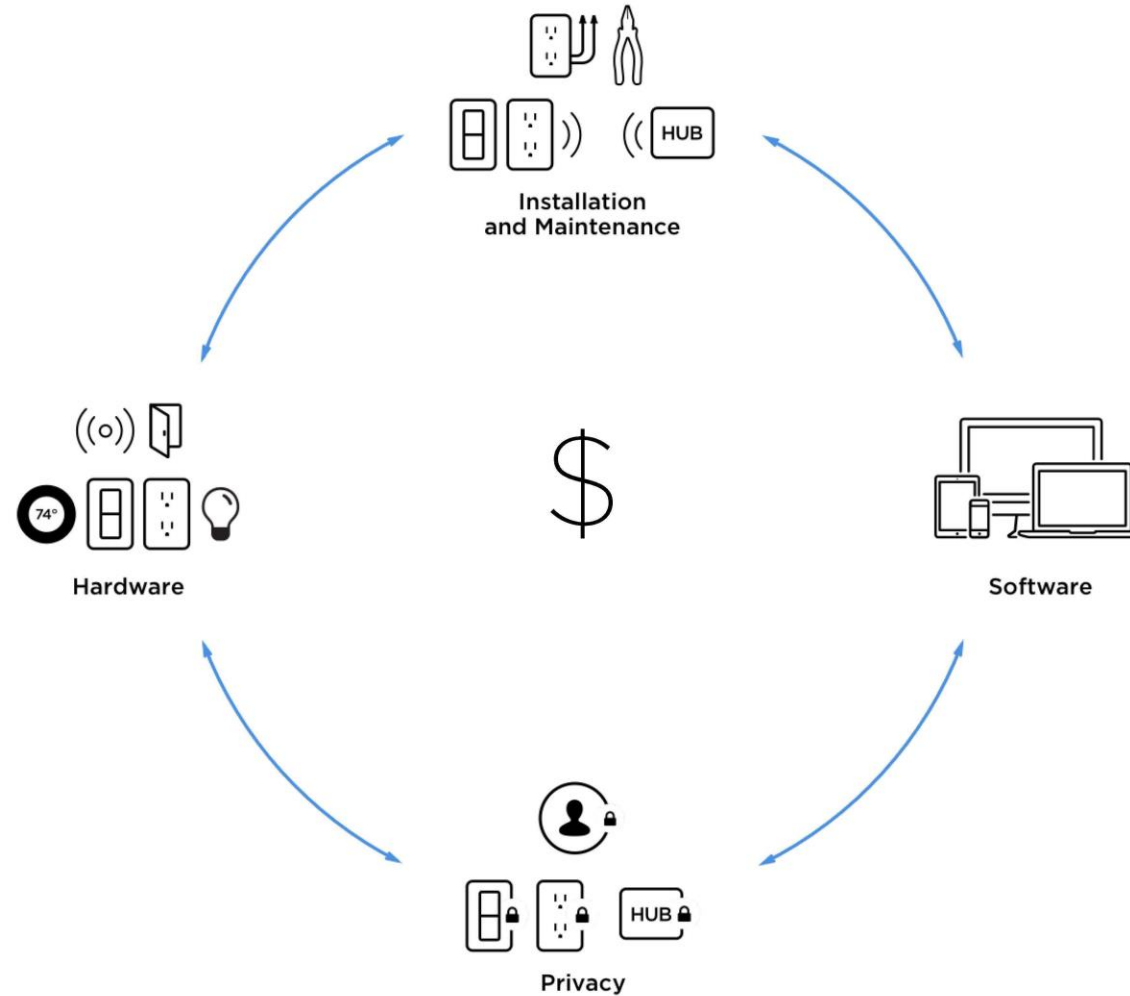 HUB
Installation
and Maintenance
$
74°
Hardware
Software
HUB
Privacy